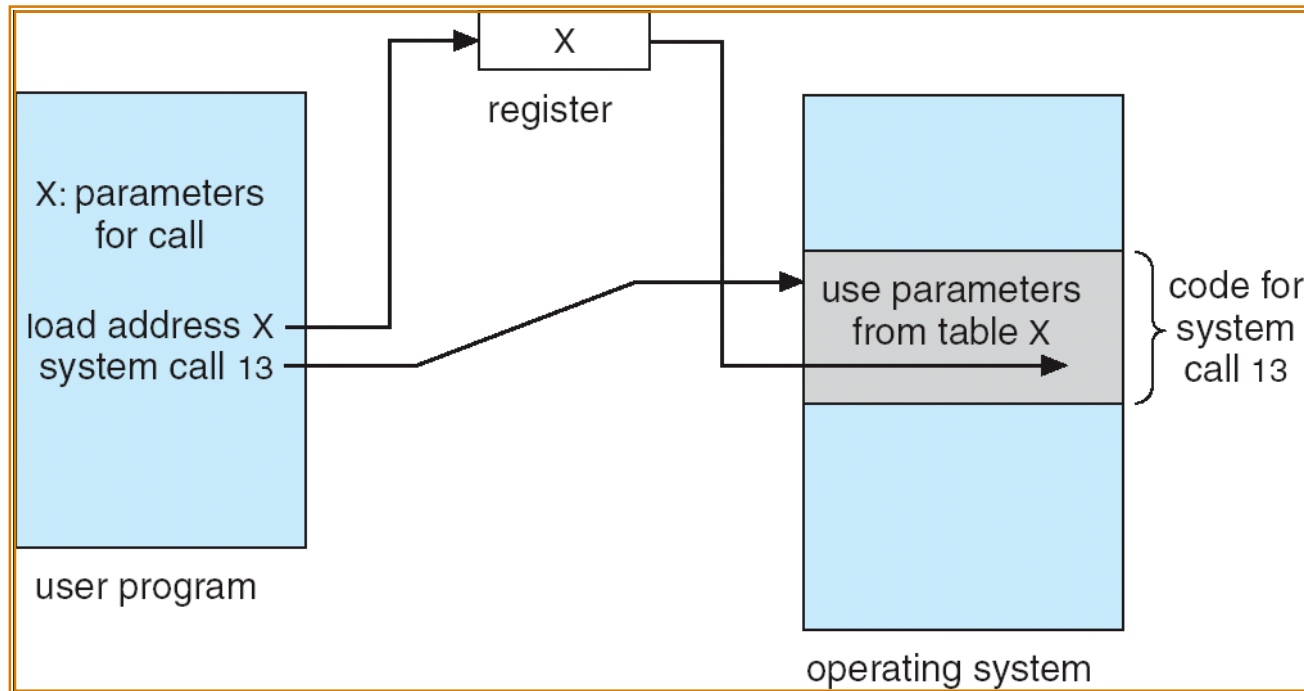 X
register
X: parameters
for call
load address X
system call 13
user program
use parameters
from table X
code for
system
call 13
operating system